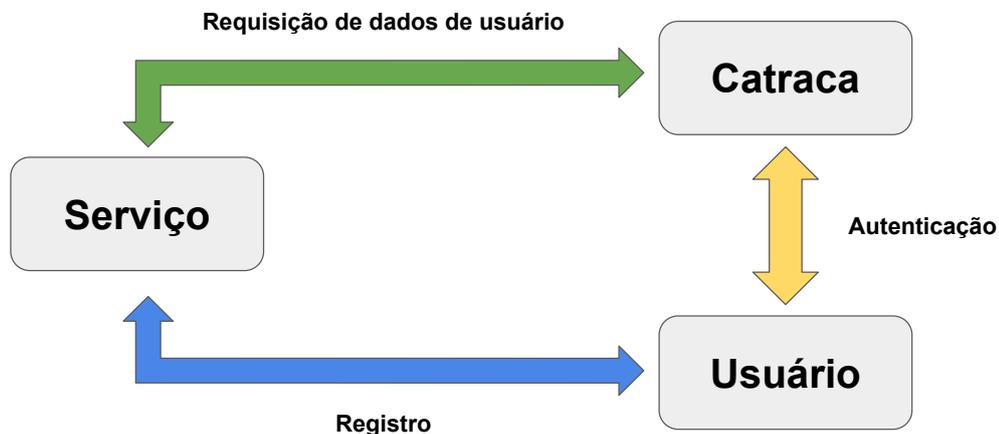 Requisição de dados de usuário
Catraca
Serviço
Autenticação
Usuário
Registro